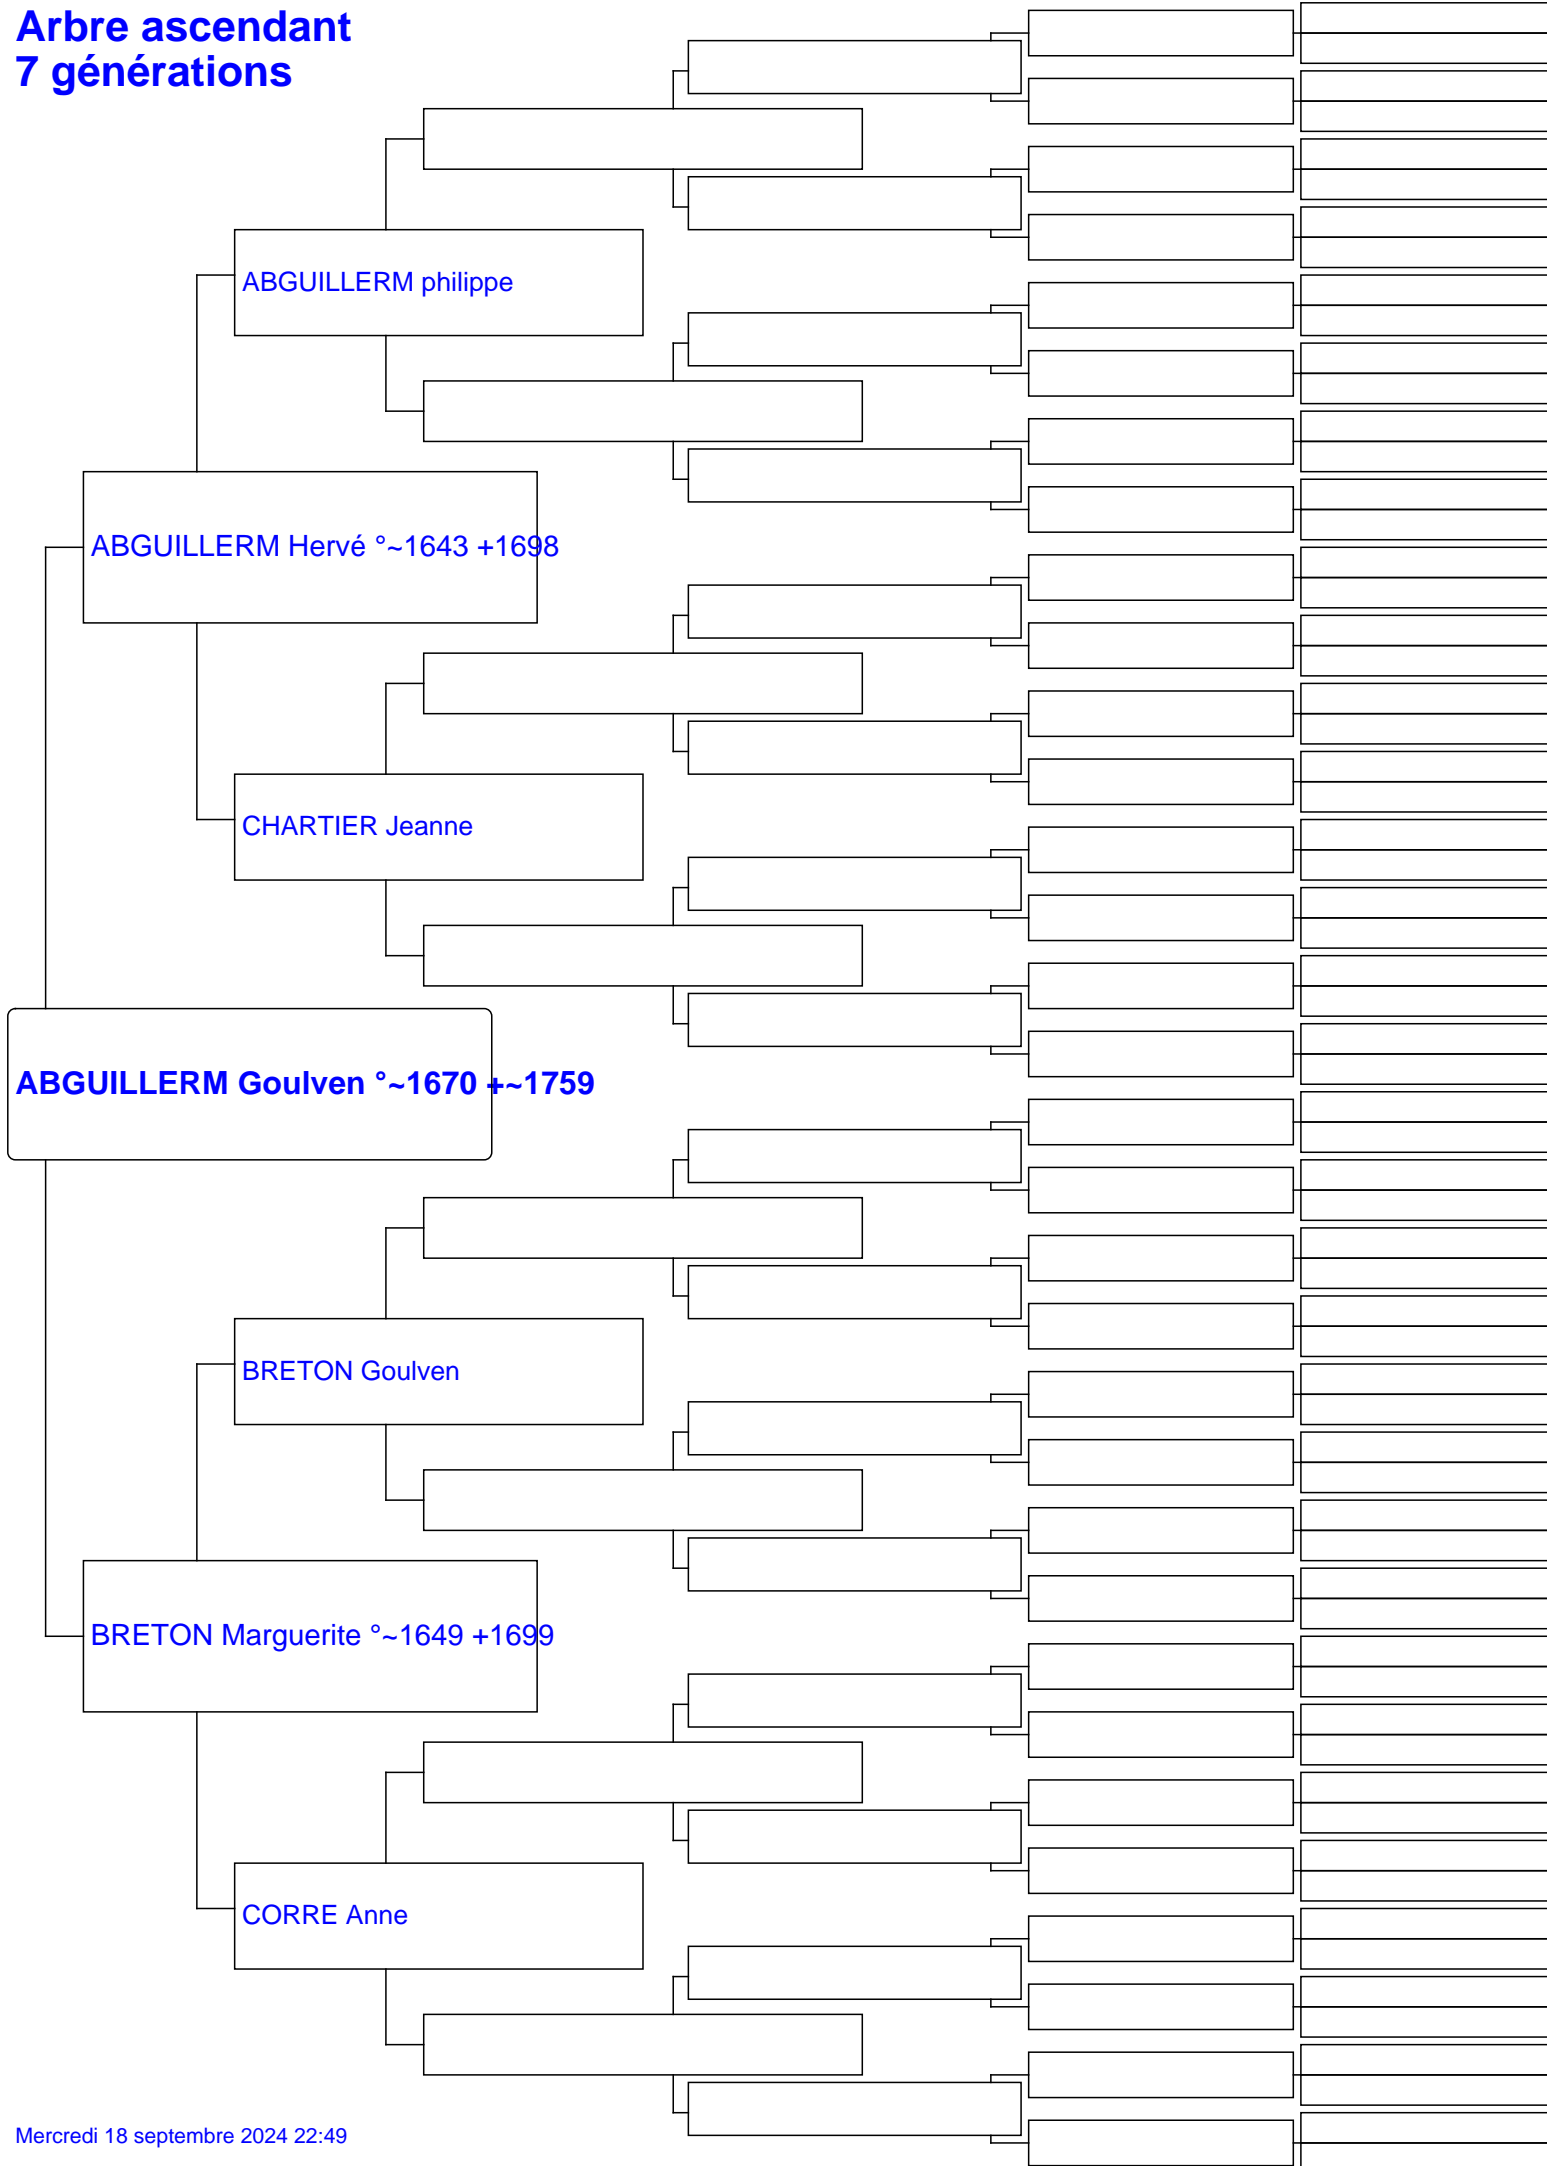 Arbre ascendant
7 générations
ABGUILLERM philippe
ABGUILLERM Hervé °~1643 +1698
CHARTIER Jeanne
ABGUILLERM Goulven °~1670 +~1759
BRETON Goulven
BRETON Marguerite °~1649 +1699
CORRE Anne
Mercredi 18 septembre 2024 22:49